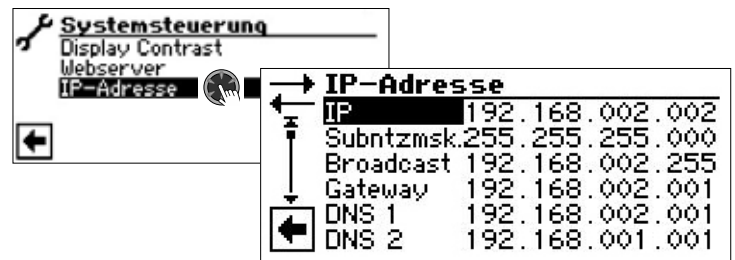 Systemsteuerung
Display Contrast
Webserver
IP-Adresse
IP-Adresse
IP 192.168.002.002
Subntzmsk.255.255.255.000
Broadcast 192.168.002.255
Gateway 192.168.002.001
DNS 1 192.168.002.001
DNS 2 192.168.001.001